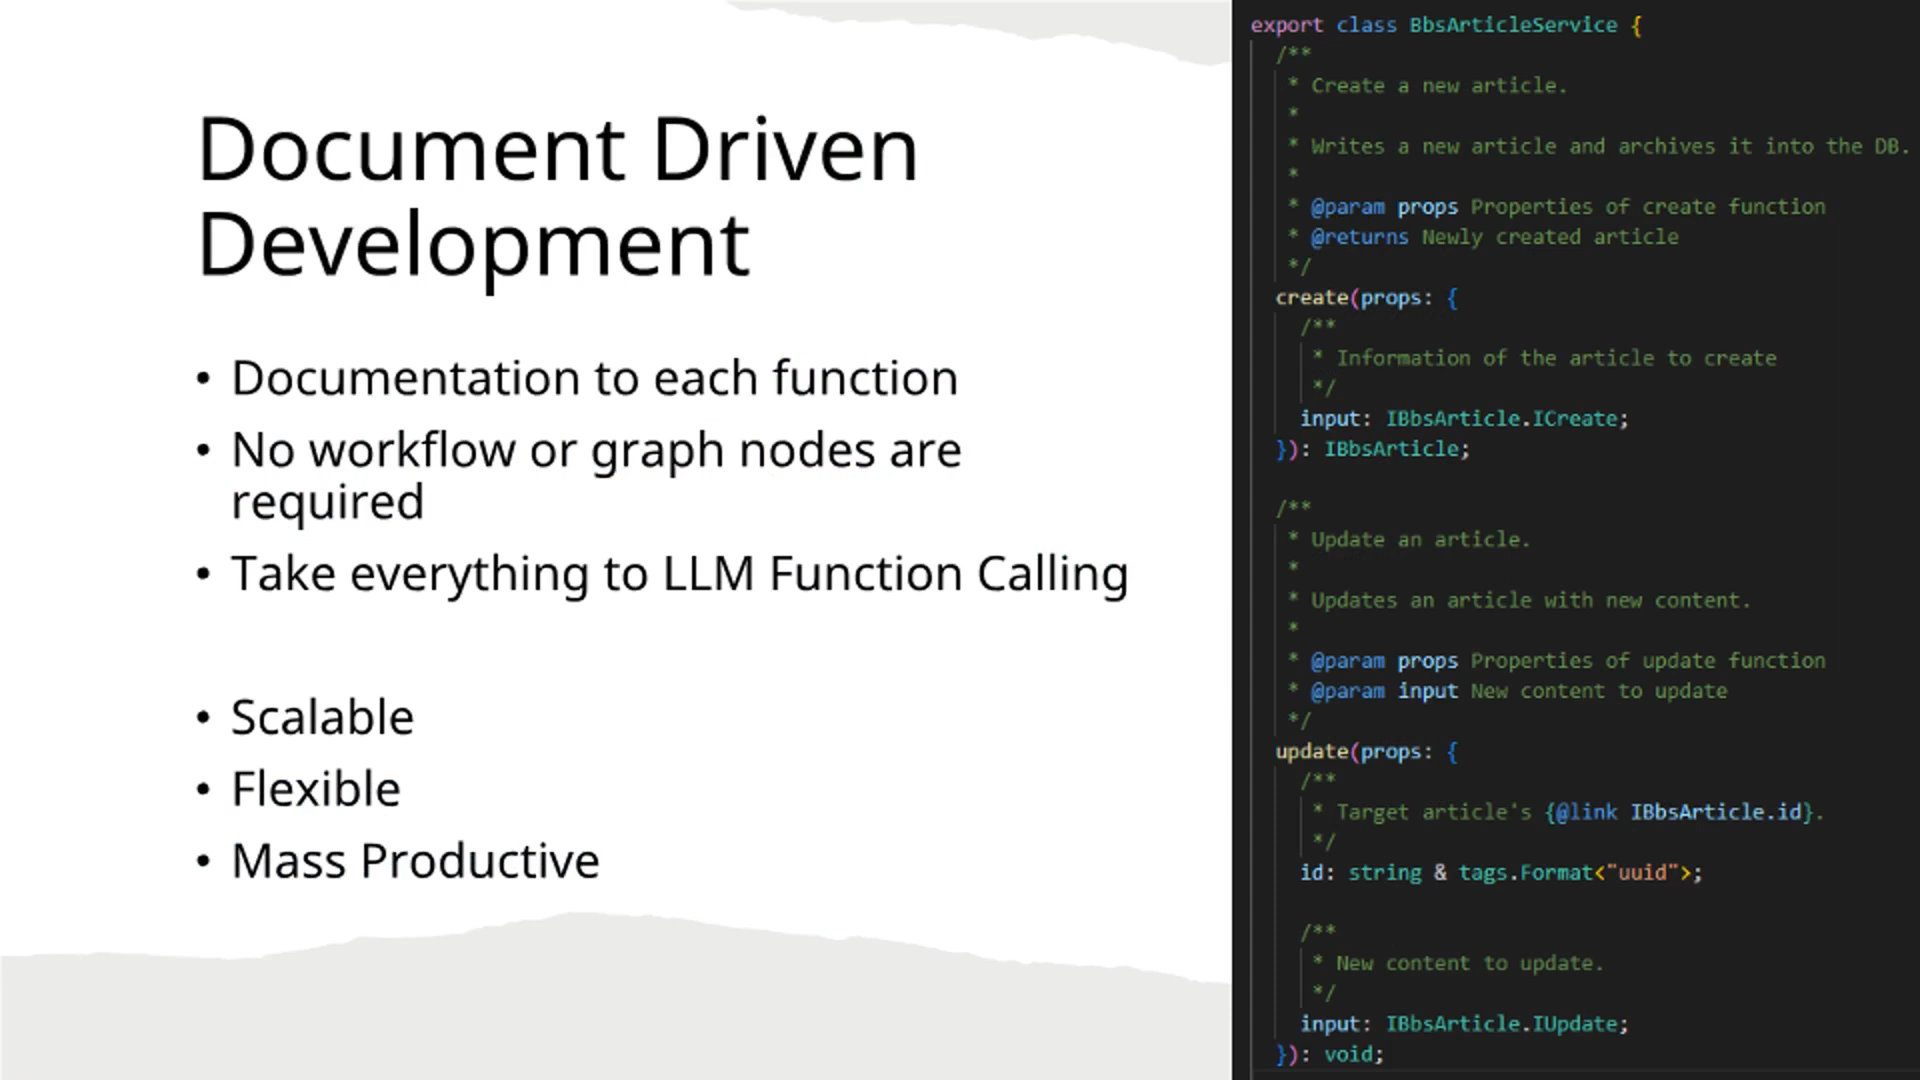 Document Driven
Development
• Documentation to each function
• No workflow or graph nodes are
required
• Take everything to LLM Function Calling
• Scalable
• Flexible
• Mass Productive
export class BbsArticleService {
  /**
   * Create a new article.
   *
   * Writes a new article and archives it into the DB.
   *
   * @param props Properties of create function
   * @returns Newly created article
   */
  create(props: {
    /**
     * Information of the article to create
     */
    input: IBbsArticle.ICreate;
  }): IBbsArticle;
  /**
   * Update an article.
   *
   * Updates an article with new content.
   *
   * @param props Properties of update function
   * @param input New content to update
   */
  update(props: {
    /**
     * Target article's {@link IBbsArticle.id}.
     */
    id: string & tags.Format<"uuid">;
    /**
     * New content to update.
     */
    input: IBbsArticle.IUpdate;
  }): void;